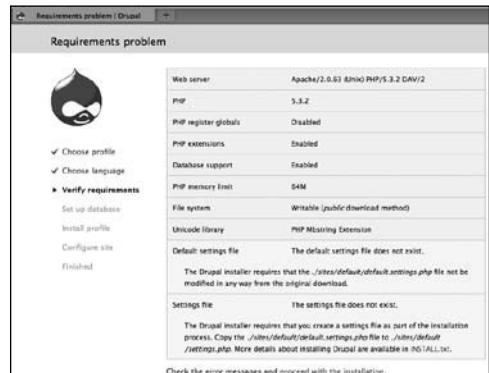 Requirements problem | Drupal
Requirements problem
✓ Choose profile
✓ Choose language
▸ Verify requirements
Set up database
Install profile
Configure site
Finished
Web server Apache/2.0.63 (Unix) PHP/5.3.2 DAV/2
PHP 5.3.2
PHP register globals Disabled
PHP extensions Enabled
Database support Enabled
PHP memory limit 64M
File system Writable (public download method)
Unicode library PHP Mbstring Extension
Default settings file The default settings file does not exist.
The Drupal installer requires that the ./sites/default/default.settings.php file not be
modified in any way from the original download.
Settings file The settings file does not exist.
The Drupal installer requires that you create a settings file as part of the installation
process. Copy the ./sites/default/default.settings.php file to ./sites/default
/settings.php. More details about installing Drupal are available in INSTALL.txt.
Check the error messages and proceed with the installation.